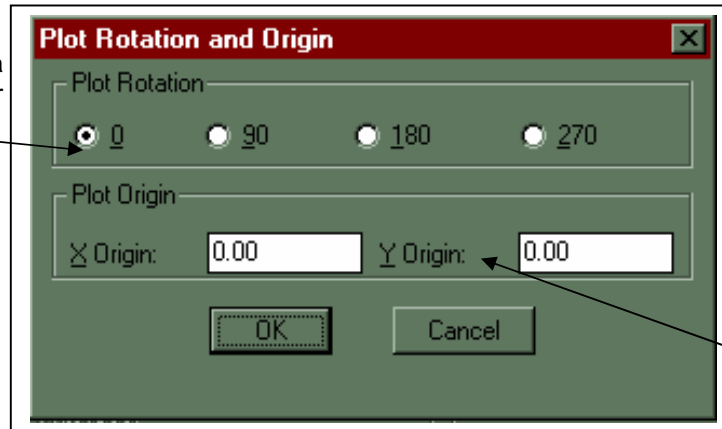 Plot Rotation and Origin
Plot Rotation
0 90 180 270
Plot Origin
X Origin: 0.00 Y Origin: 0.00
OK Cancel